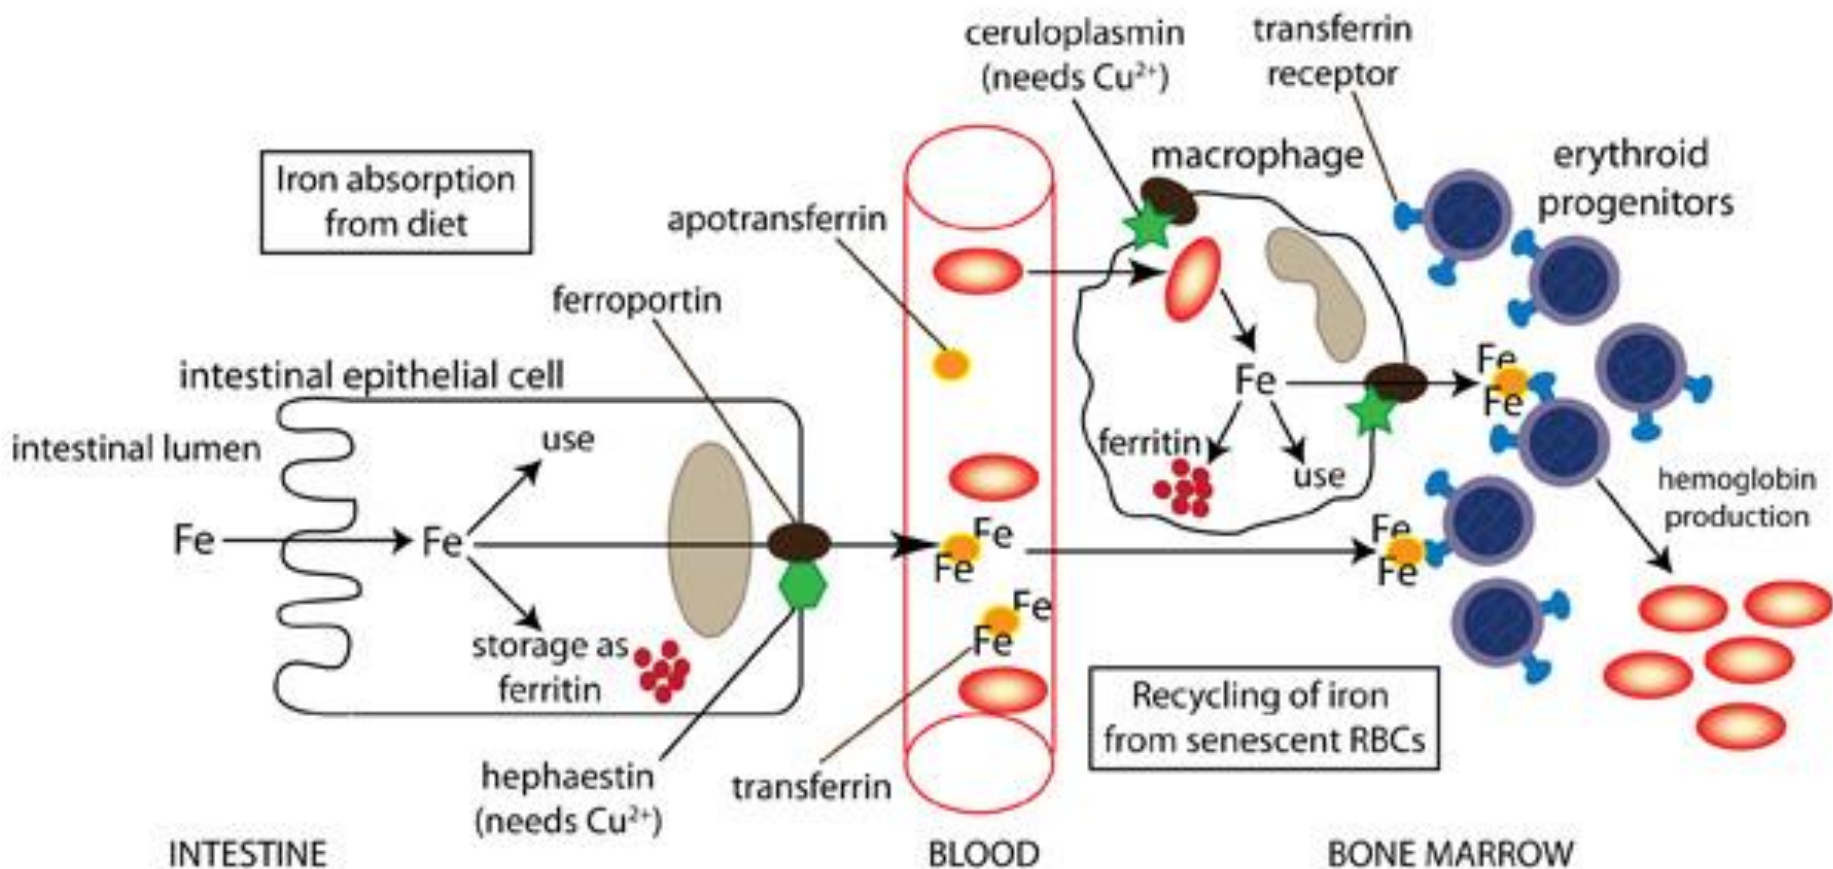 ceruloplasmin
(needs Cu²⁺)
transferrin
receptor
macrophage
erythroid
progenitors
Iron absorption
from diet
apotransferrin
ferroportin
intestinal epithelial cell
intestinal lumen
use
Fe
Fe
storage as
ferritin
hephaestin
(needs Cu²⁺)
transferrin
Fe
Fe
Fe
Fe
Fe
ferritin
use
Fe
Fe
Fe
Fe
hemoglobin
production
Recycling of iron
from senescent RBCs
INTESTINE
BLOOD
BONE MARROW